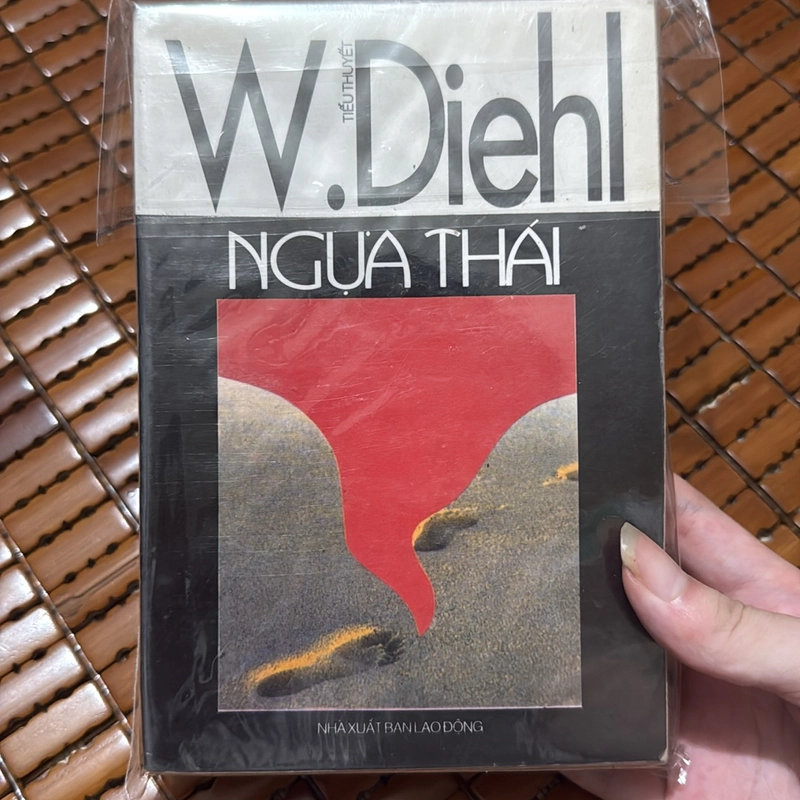 W. Diehl
TIỂU THUYẾT
NGỰA THÁI
NHÀ XUẤT BẢN LAO ĐỘNG